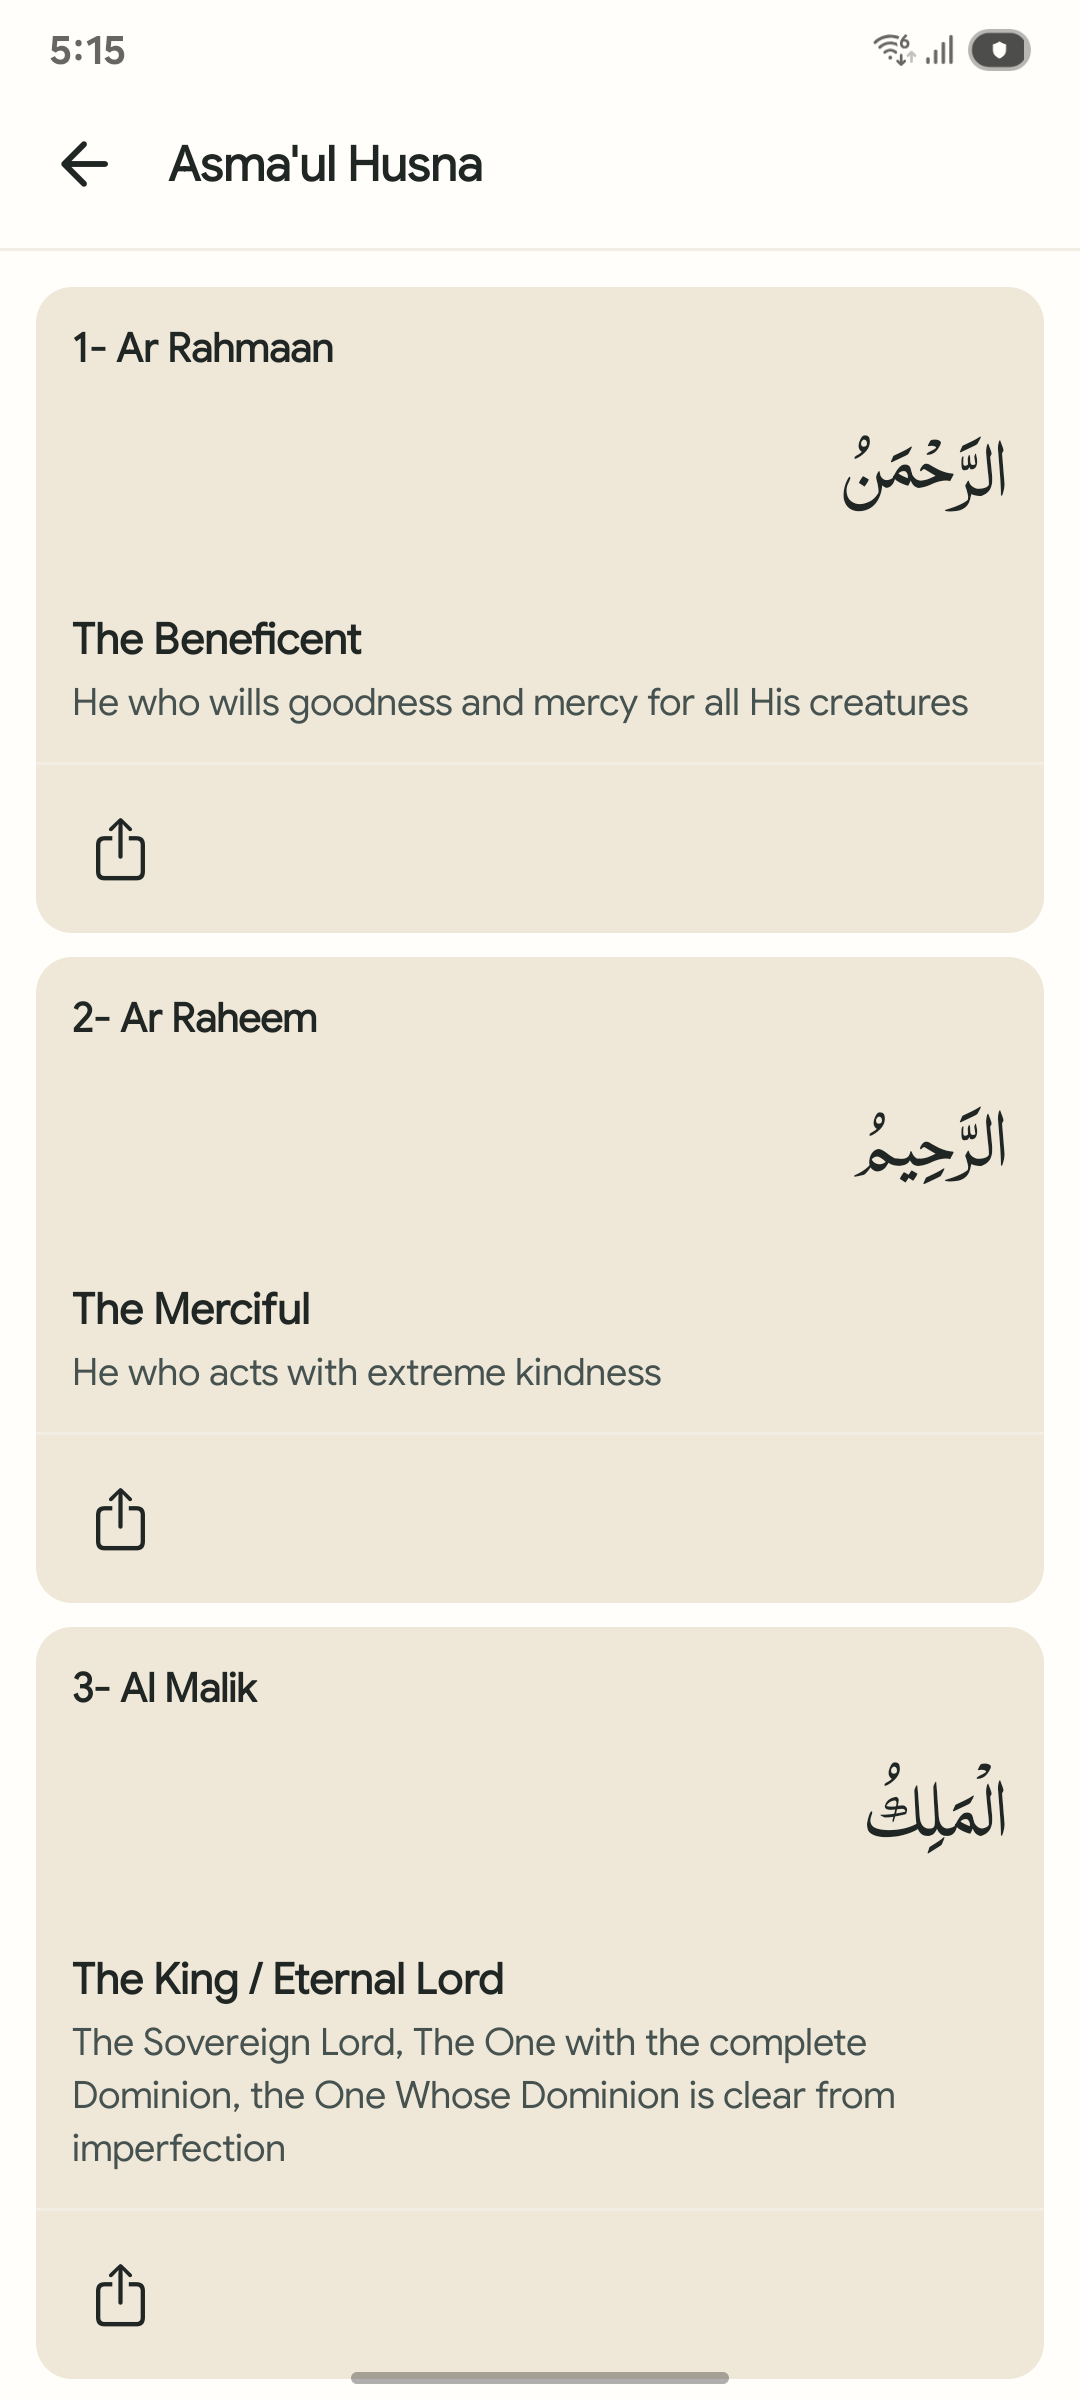 5:15
6
Asma'ul Husna
1- Ar Rahmaan
الرَّحْمَنُ
The Beneficent
He who wills goodness and mercy for all His creatures
2- Ar Raheem
الرَّحِيمُ
The Merciful
He who acts with extreme kindness
3- Al Malik
الْمَلِكُ
The King / Eternal Lord
The Sovereign Lord, The One with the complete
Dominion, the One Whose Dominion is clear from
imperfection